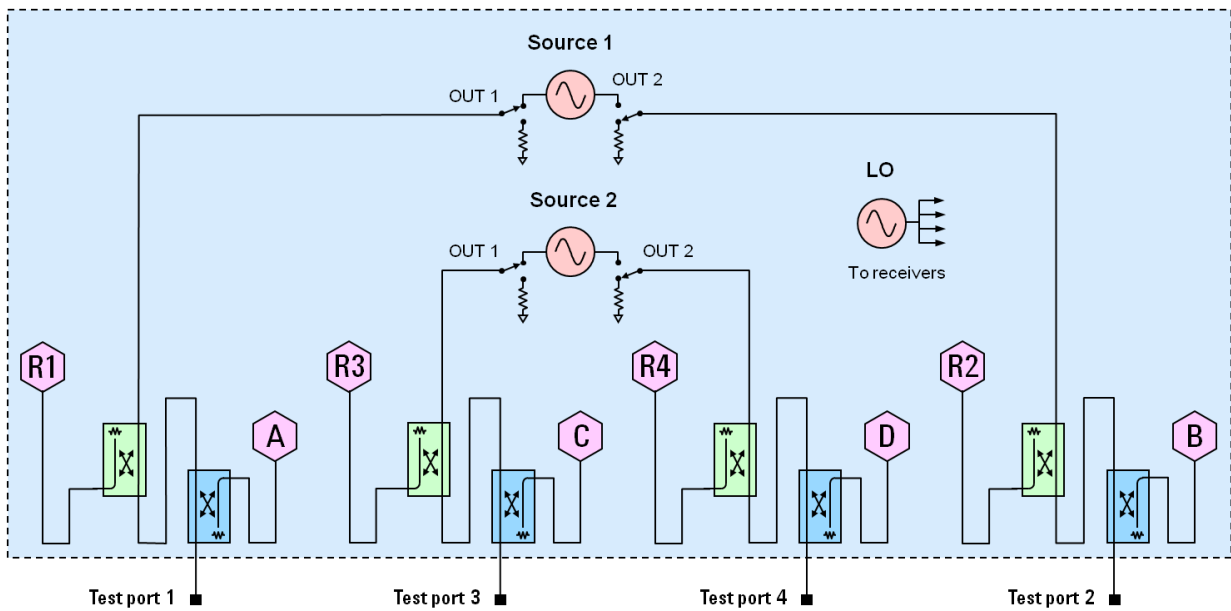 Source 1
OUT 1
OUT 2
LO
Source 2
OUT 1
OUT 2
To receivers
R1
R3
R4
R2
A
C
D
B
Test port 1
Test port 3
Test port 4
Test port 2